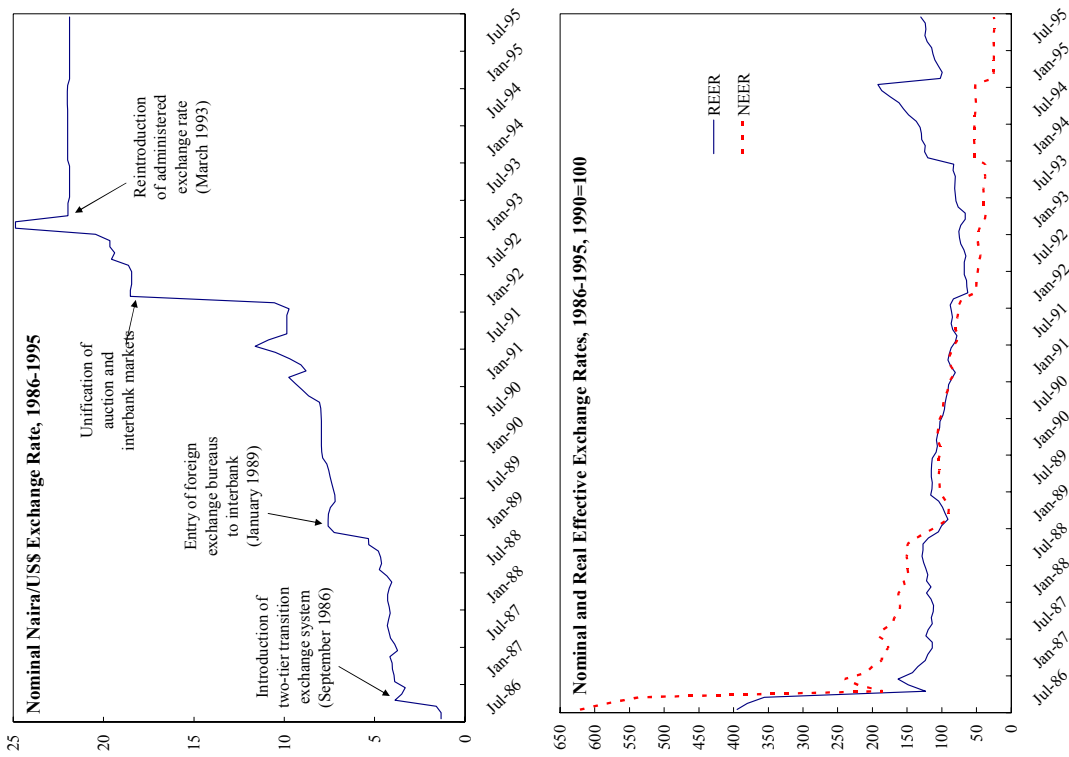 Nominal Naira/US$ Exchange Rate, 1986-1995
25
20
15
10
5
0
Introduction of
two-tier transition
exchange system
(September 1986)
Entry of foreign
exchange bureaus
to interbank
(January 1989)
Unification of
auction and
interbank markets
Reintroduction
of administered
exchange rate
(March 1993)
Jul-86
Jan-87
Jul-87
Jan-88
Jul-88
Jan-89
Jul-89
Jan-90
Jul-90
Jan-91
Jul-91
Jan-92
Jul-92
Jan-93
Jul-93
Jan-94
Jul-94
Jan-95
Jul-95
Nominal and Real Effective Exchange Rates, 1986-1995, 1990=100
650
600
550
500
450
400
350
300
250
200
150
100
50
0
REER
NEER
Jul-86
Jan-87
Jul-87
Jan-88
Jul-88
Jan-89
Jul-89
Jan-90
Jul-90
Jan-91
Jul-91
Jan-92
Jul-92
Jan-93
Jul-93
Jan-94
Jul-94
Jan-95
Jul-95